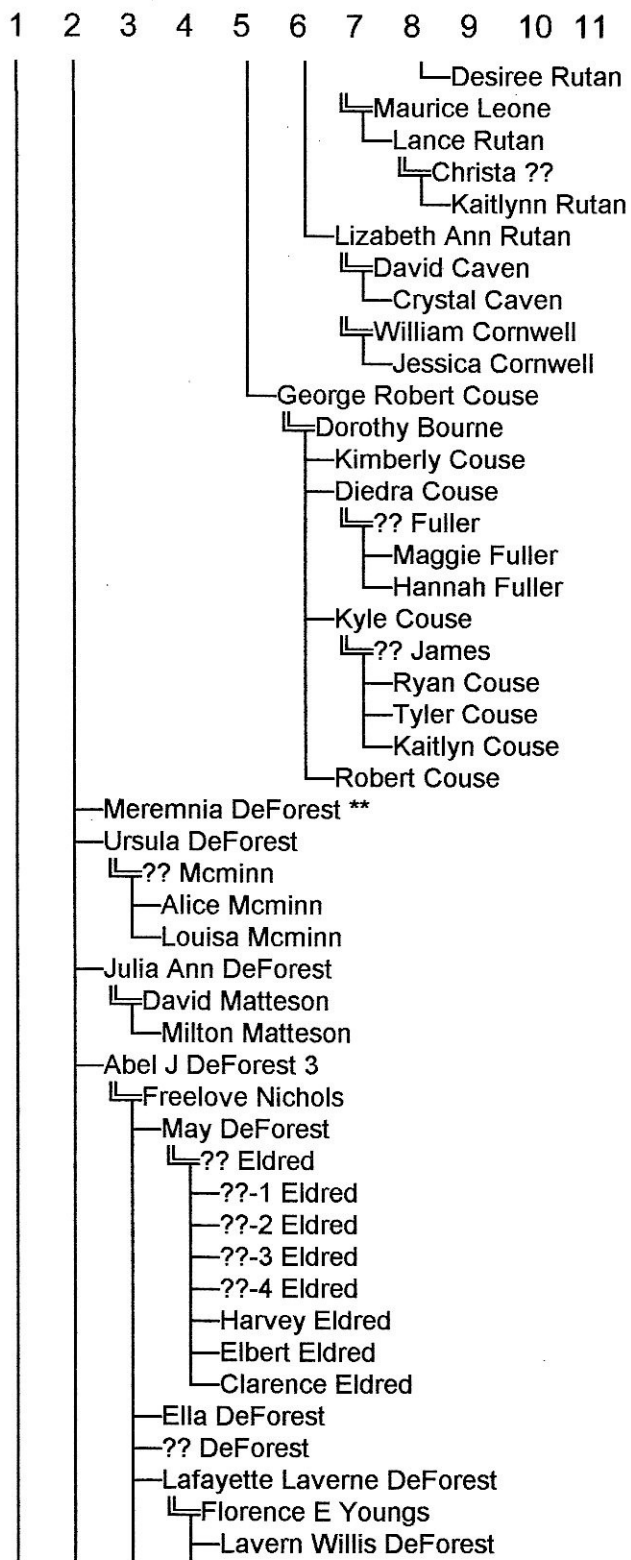 1 2 3 4 5 6 7 8 9 10 11
Desiree Rutan
Maurice Leone
Lance Rutan
Christa ??
Kaitlynn Rutan
Lizabeth Ann Rutan
David Caven
Crystal Caven
William Cornwell
Jessica Cornwell
George Robert Couse
Dorothy Bourne
Kimberly Couse
Diedra Couse
?? Fuller
Maggie Fuller
Hannah Fuller
Kyle Couse
?? James
Ryan Couse
Tyler Couse
Kaitlyn Couse
Robert Couse
Meremnia DeForest **
Ursula DeForest
?? Mcminn
Alice Mcminn
Louisa Mcminn
Julia Ann DeForest
David Matteson
Milton Matteson
Abel J DeForest 3
Freelove Nichols
May DeForest
?? Eldred
??-1 Eldred
??-2 Eldred
??-3 Eldred
??-4 Eldred
Harvey Eldred
Elbert Eldred
Clarence Eldred
Ella DeForest
?? DeForest
Lafayette Laverne DeForest
Florence E Youngs
Lavern Willis DeForest